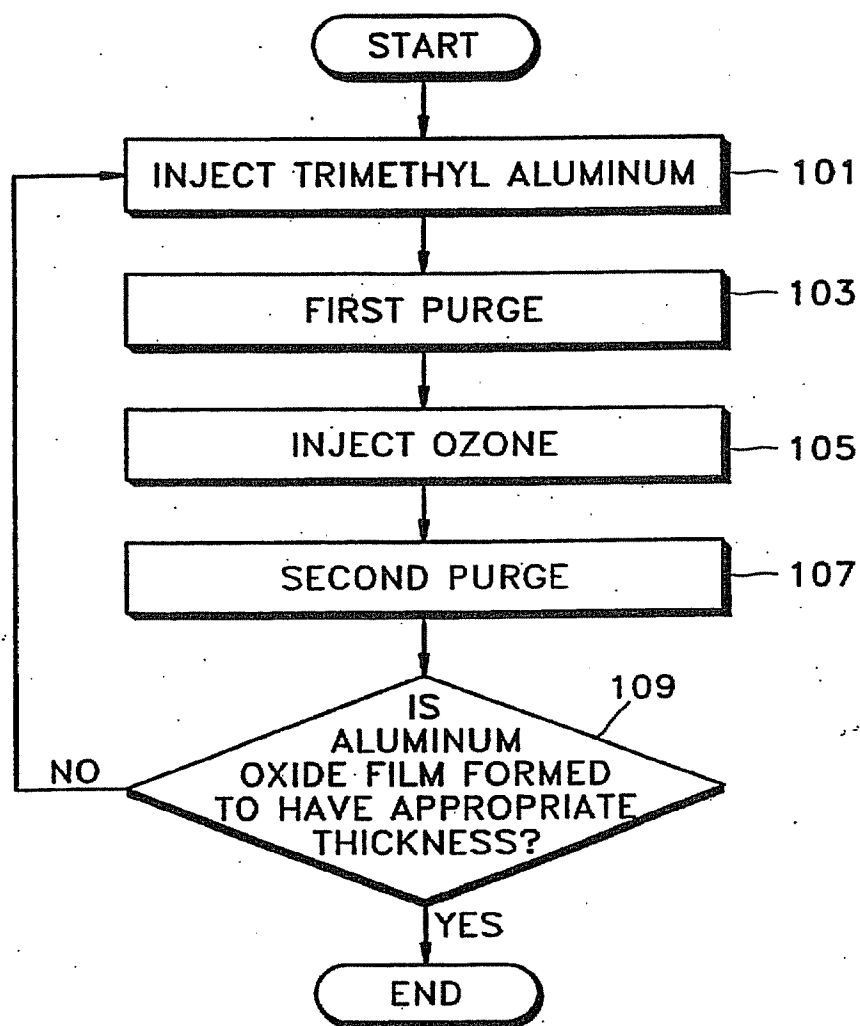 START
INJECT TRIMETHYL ALUMINUM
101
FIRST PURGE
103
INJECT OZONE
105
SECOND PURGE
107
109
IS
ALUMINUM
OXIDE FILM FORMED
TO HAVE APPROPRIATE
THICKNESS?
NO
YES
END